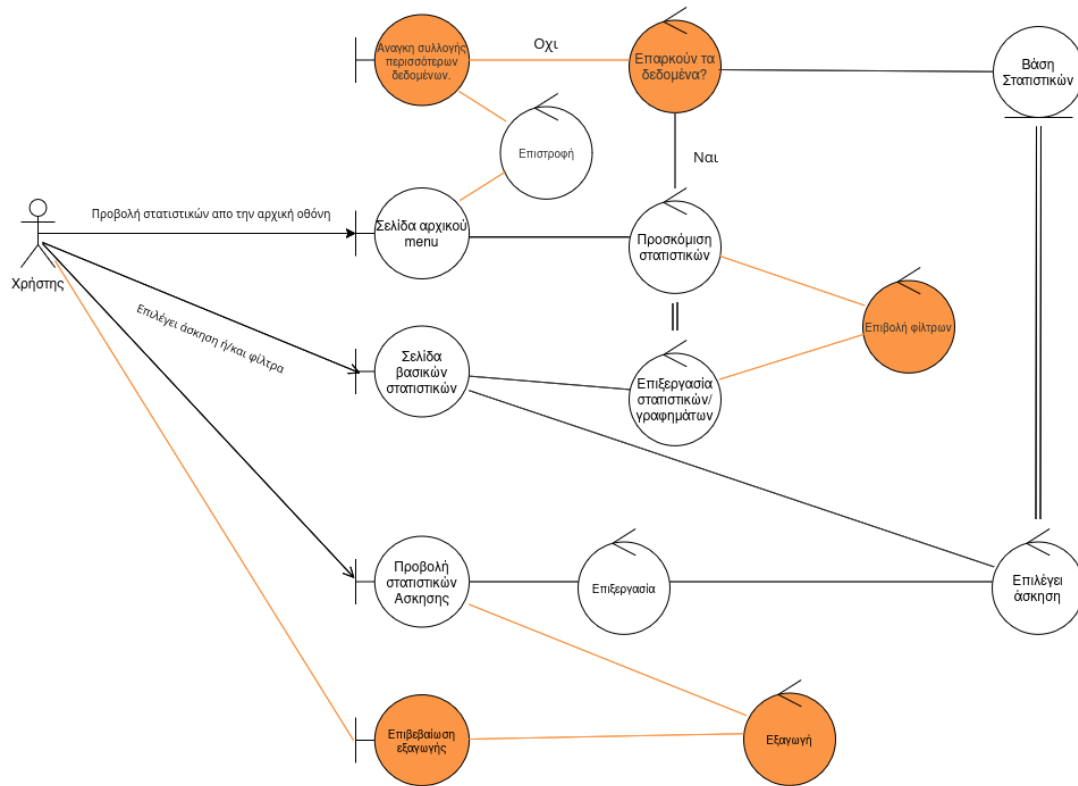 Άναγκη συλλογής
περισσότερων
δεδομένων.
Οχι
Επαρκούν τα
δεδομένα?
Βάση
Στατιστικών
Επιστροφή
Ναι
Προβολή στατιστικών απο την αρχική οθόνη
Χρήστης
Σελίδα αρχικού
menu
Προσκόμιση
στατιστικών
Επιβολή φίλτρων
Επιλέγει άσκηση ή/και φίλτρα
Σελίδα
βασικών
στατιστικών
Επιξεργασία
στατιστικών/
γραφημάτων
Προβολή
στατιστικών
Ασκησης
Επιξεργασία
Επιλέγει
άσκηση
Επιβεβαίωση
εξαγωγής
Εξαγωγή